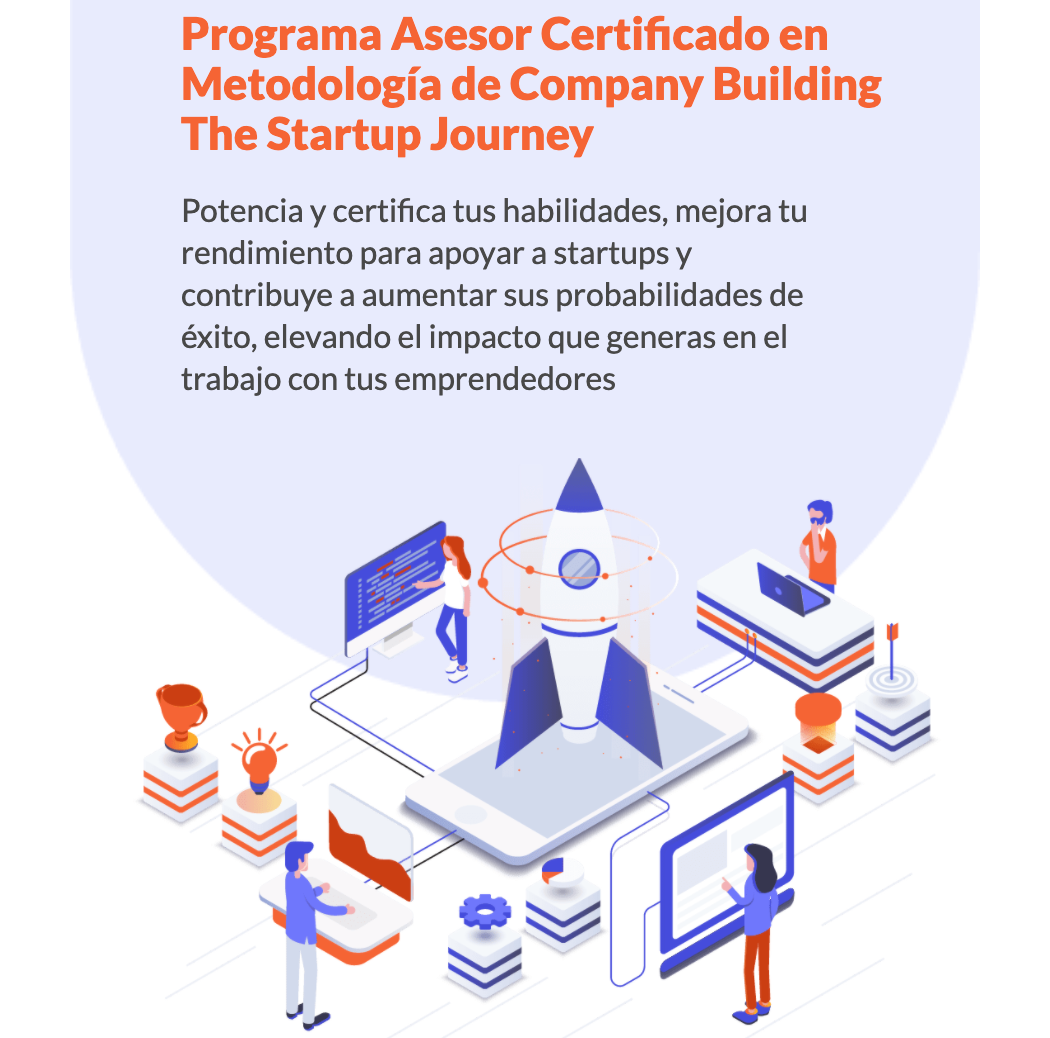 Programa Asesor Certificado en
Metodología de Company Building
The Startup Journey
Potencia y certifica tus habilidades, mejora tu
rendimiento para apoyar a startups y
contribuye a aumentar sus probabilidades de
éxito, elevando el impacto que generas en el
trabajo con tus emprendedores